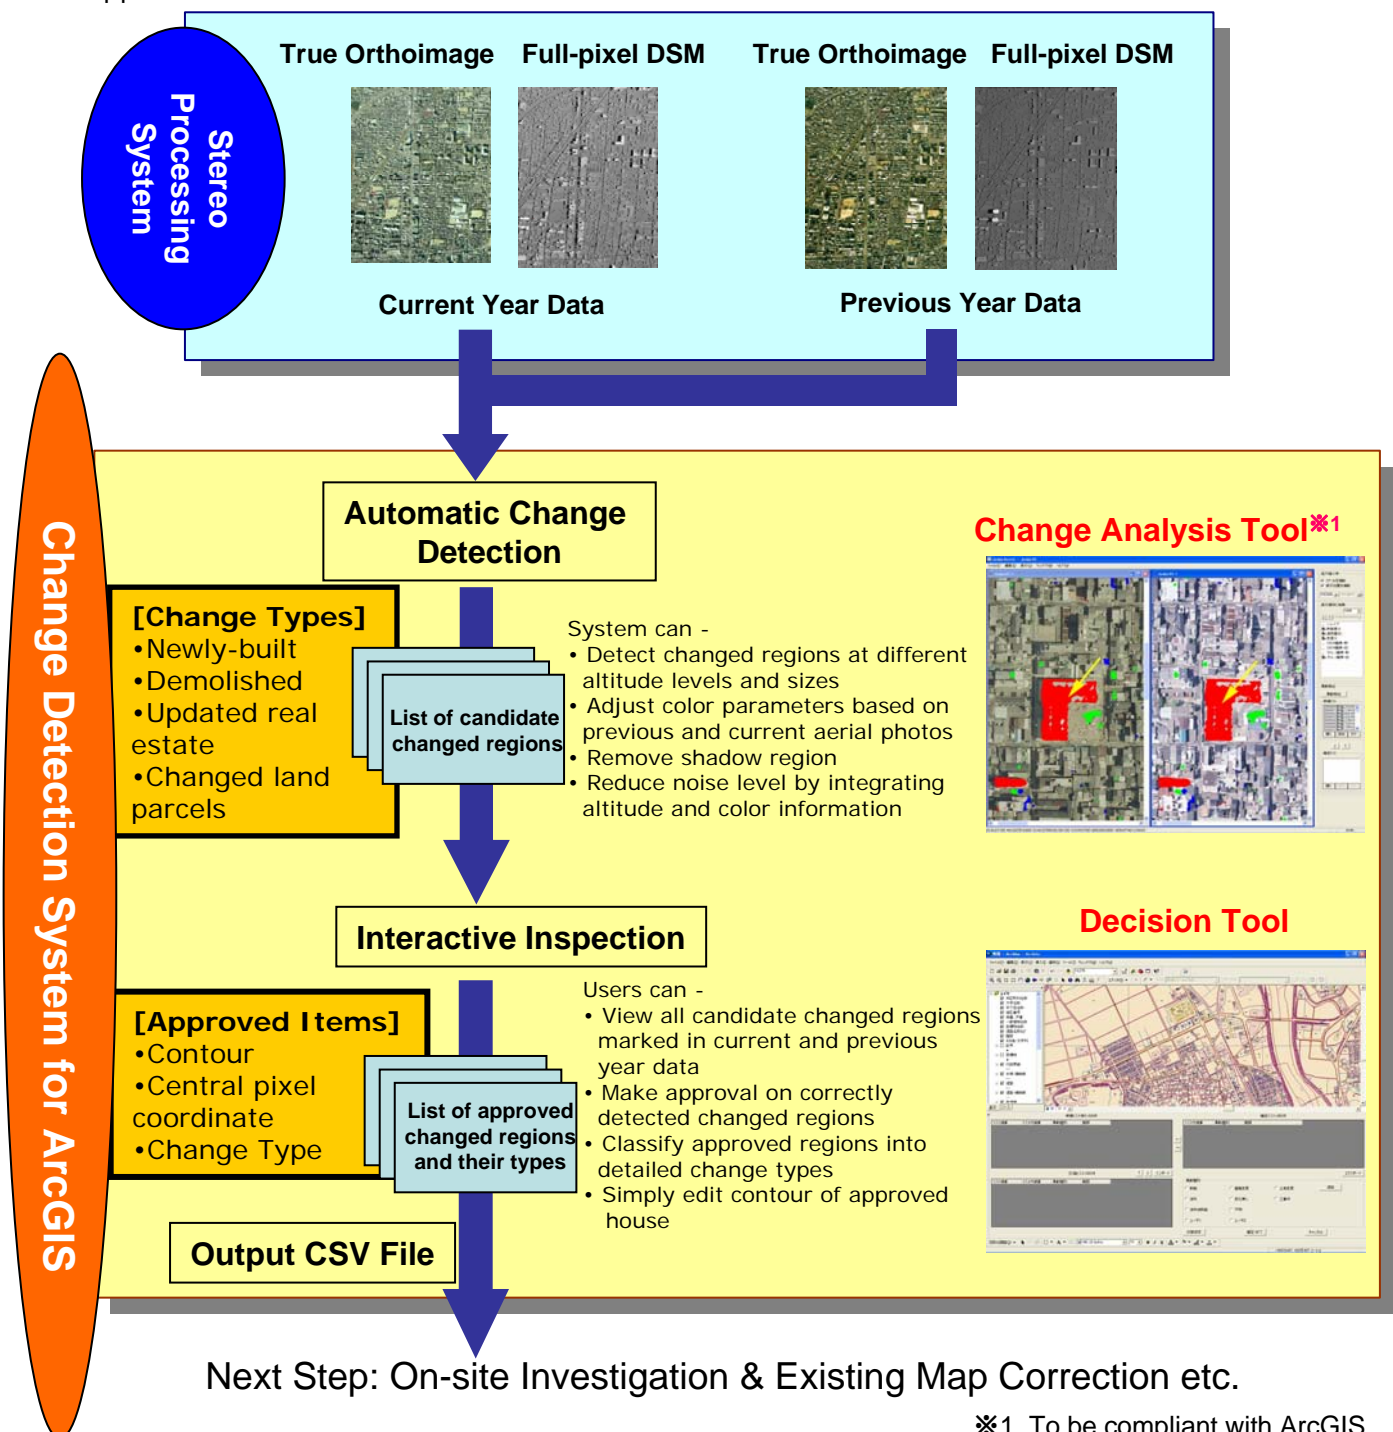 Stereo
Processing
System
True Orthoimage Full-pixel DSM
True Orthoimage Full-pixel DSM
Current Year Data
Previous Year Data
Change Detection System for ArcGIS
Automatic Change
Detection
Change Analysis Tool※1
[Change Types]
•Newly-built
•Demolished
•Updated real
estate
•Changed land
parcels
List of candidate
changed regions
System can -
• Detect changed regions at different
altitude levels and sizes
• Adjust color parameters based on
previous and current aerial photos
• Remove shadow region
• Reduce noise level by integrating
altitude and color information
Interactive Inspection
Decision Tool
[Approved Items]
•Contour
•Central pixel
coordinate
•Change Type
List of approved
changed regions
and their types
Users can -
• View all candidate changed regions
marked in current and previous
year data
• Make approval on correctly
detected changed regions
• Classify approved regions into
detailed change types
• Simply edit contour of approved
house
Output CSV File
Next Step: On-site Investigation & Existing Map Correction etc.
※1 To be compliant with ArcGIS